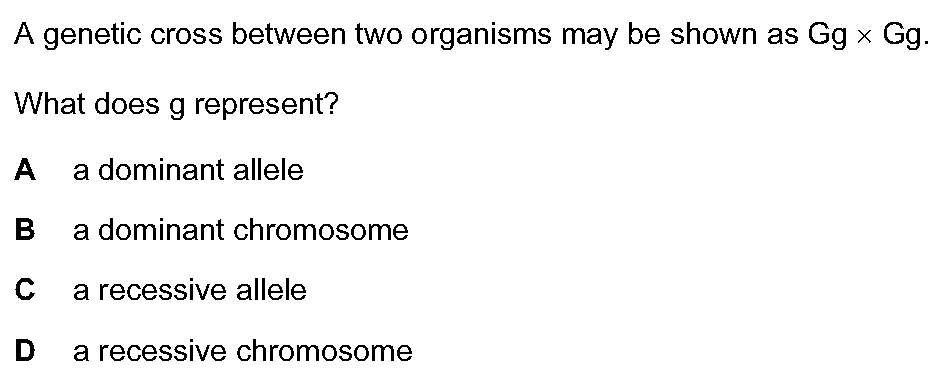 A genetic cross between two organisms may be shown as Gg × Gg.
What does g represent?
A a dominant allele
B a dominant chromosome
C a recessive allele
D a recessive chromosome